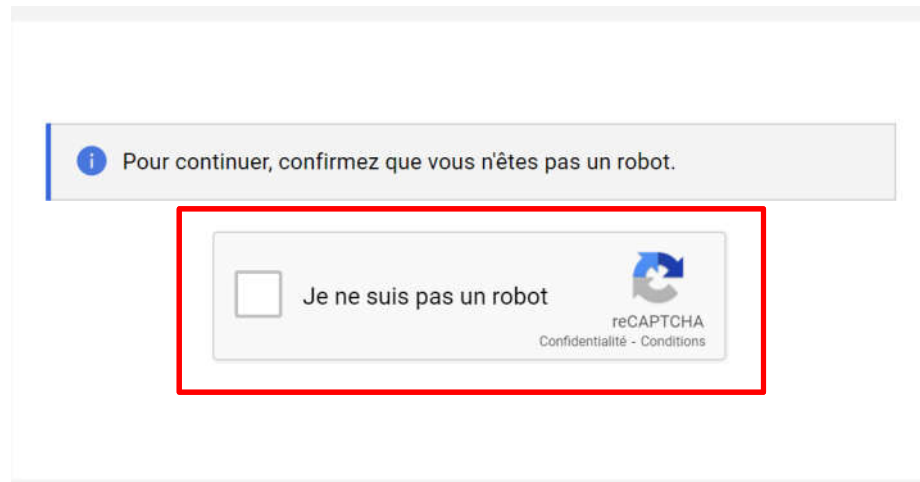 Pour continuer, confirmez que vous n'êtes pas un robot.
Je ne suis pas un robot
reCAPTCHA
Confidentialité - Conditions